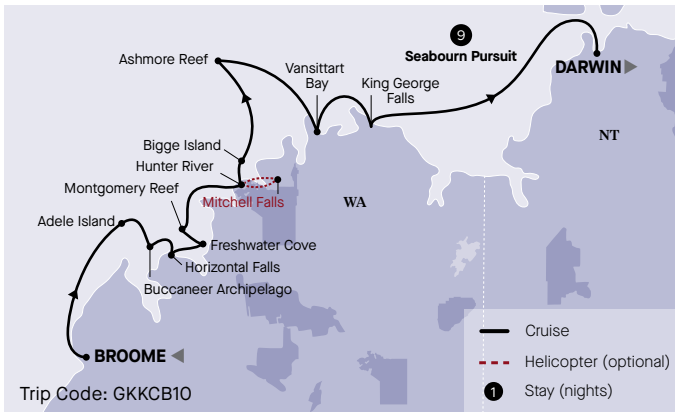 9
Seabourn Pursuit
Ashmore Reef
Vansittart
Bay
King George
Falls
DARWIN
NT
Bigge Island
Hunter River
Montgomery Reef
Mitchell Falls
WA
Adele Island
Freshwater Cove
Horizontal Falls
Buccaneer Archipelago
BROOME
Trip Code: GKKCB10
Cruise
Helicopter (optional)
1 Stay (nights)